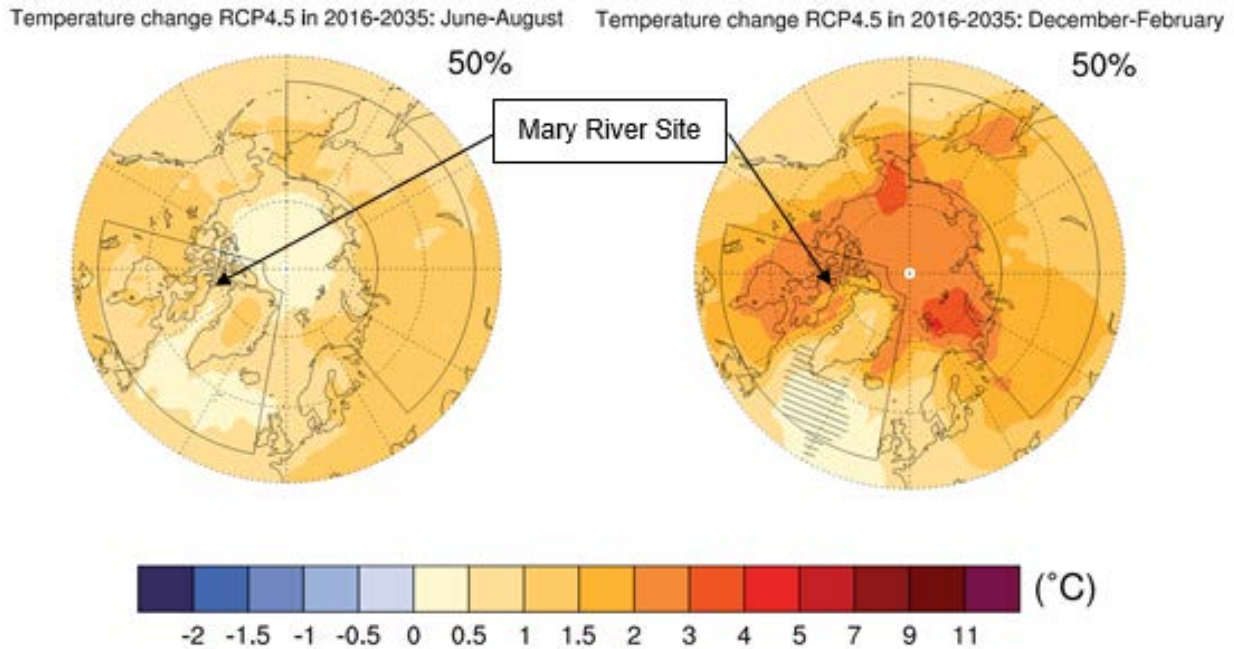 Temperature change RCP4.5 in 2016-2035: June-August
Temperature change RCP4.5 in 2016-2035: December-February
50%
50%
Mary River Site
(°C)
-2 -1.5 -1 -0.5 0 0.5 1 1.5 2 3 4 5 7 9 11